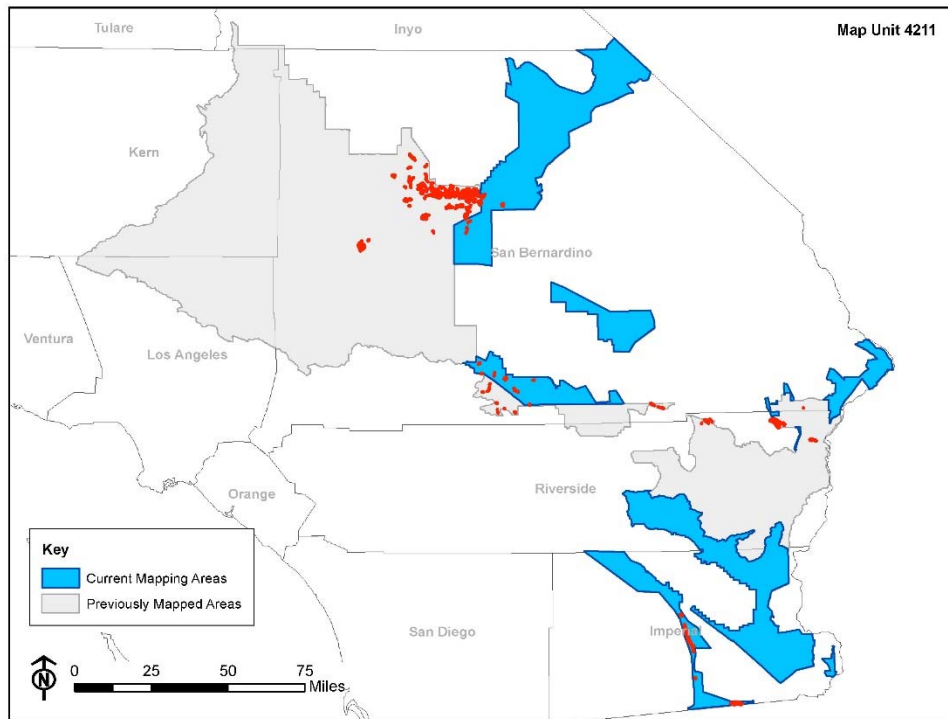 Tulare
Inyo
Map Unit 4211
Kern
San Bernardino
Ventura
Los Angeles
Orange
Riverside
Key
Current Mapping Areas
Previously Mapped Areas
San Diego
Imperial
N
0 25 50 75
Miles